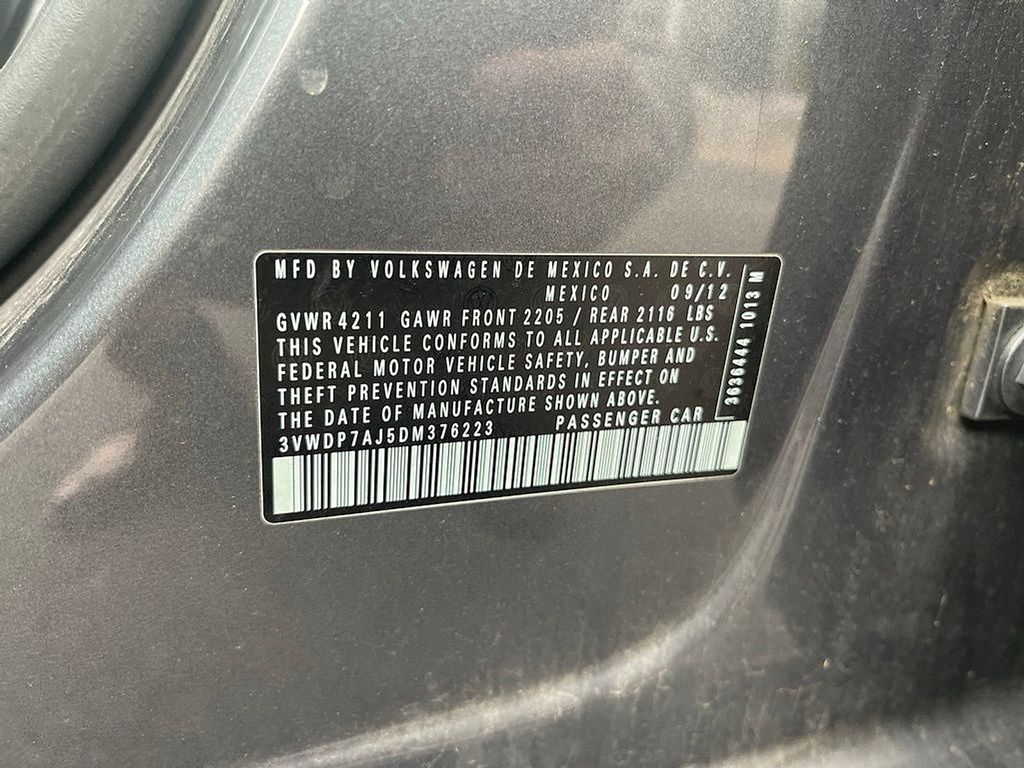 MFD BY VOLKSWAGEN DE MEXICO S.A. DE C.V.
MEXICO 09/12
GVWR 4211 GAWR FRONT 2205 / REAR 2116 LBS
THIS VEHICLE CONFORMS TO ALL APPLICABLE U.S.
FEDERAL MOTOR VEHICLE SAFETY, BUMPER AND
THEFT PREVENTION STANDARDS IN EFFECT ON
THE DATE OF MANUFACTURE SHOWN ABOVE.
3VWDP7AJ5DM376223 PASSENGER CAR
3636444 1013 M